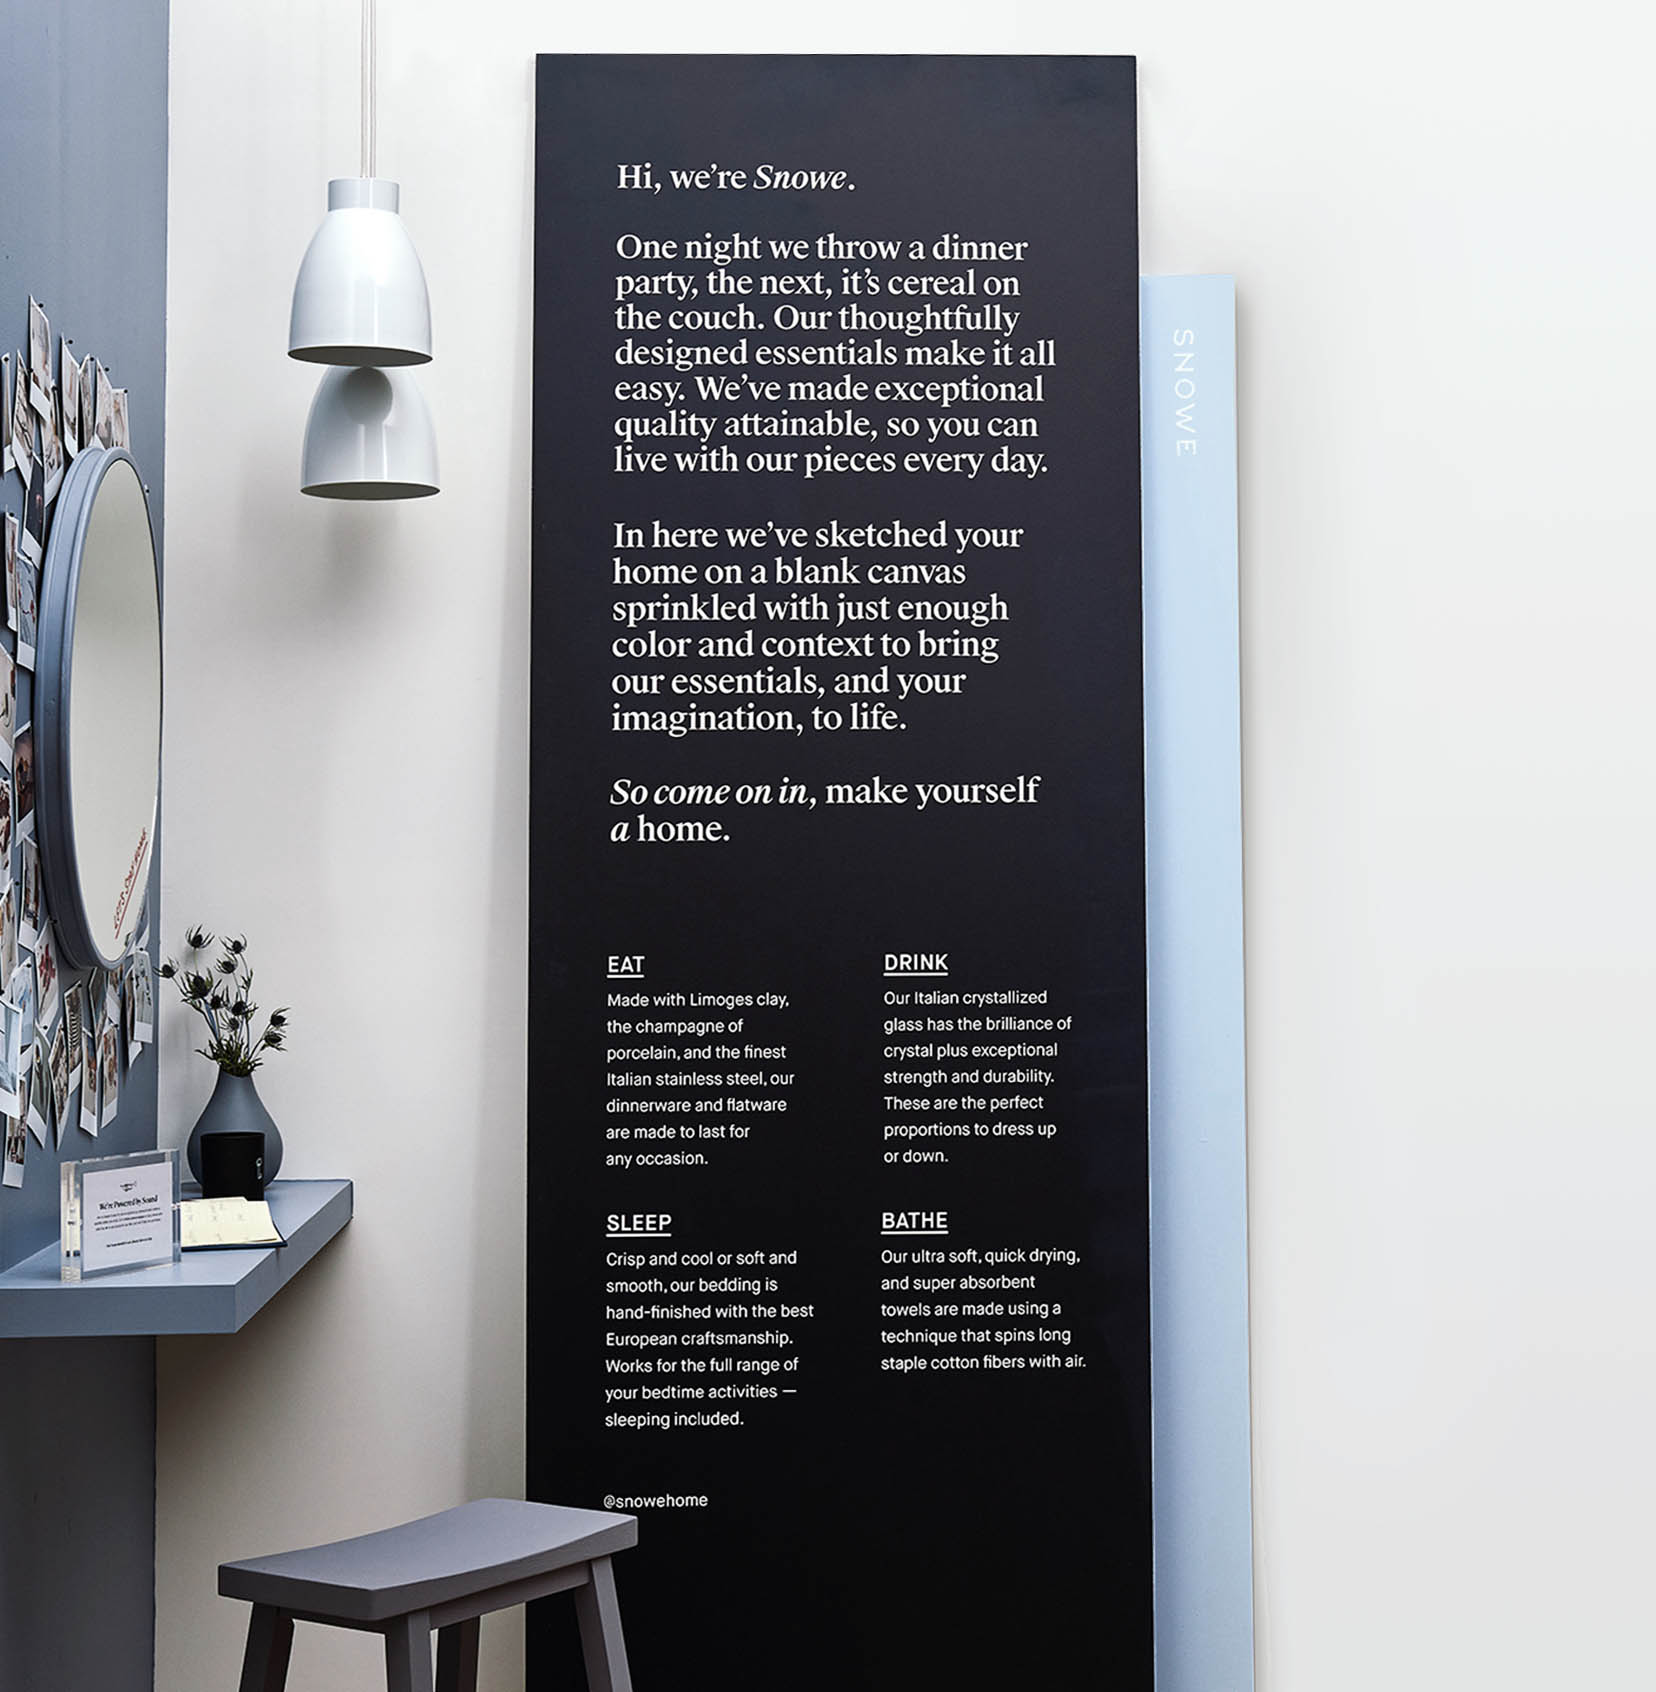 Hi, we're Snowe.
One night we throw a dinner
party, the next, it's cereal on
the couch. Our thoughtfully
designed essentials make it all
easy. We've made exceptional
quality attainable, so you can
live with our pieces every day.
In here we've sketched your
home on a blank canvas
sprinkled with just enough
color and context to bring
our essentials, and your
imagination, to life.
So come on in, make yourself
a home.
EAT
Made with Limoges clay,
the champagne of
porcelain, and the finest
Italian stainless steel, our
dinnerware and flatware
are made to last for
any occasion.
DRINK
Our Italian crystallized
glass has the brilliance of
crystal plus exceptional
strength and durability.
These are the perfect
proportions to dress up
or down.
SLEEP
Crisp and cool or soft and
smooth, our bedding is
hand-finished with the best
European craftsmanship.
Works for the full range of
your bedtime activities —
sleeping included.
BATHE
Our ultra soft, quick drying,
and super absorbent
towels are made using a
technique that spins long
staple cotton fibers with air.
@snowehome
SNOWE
We're Powered by Sound